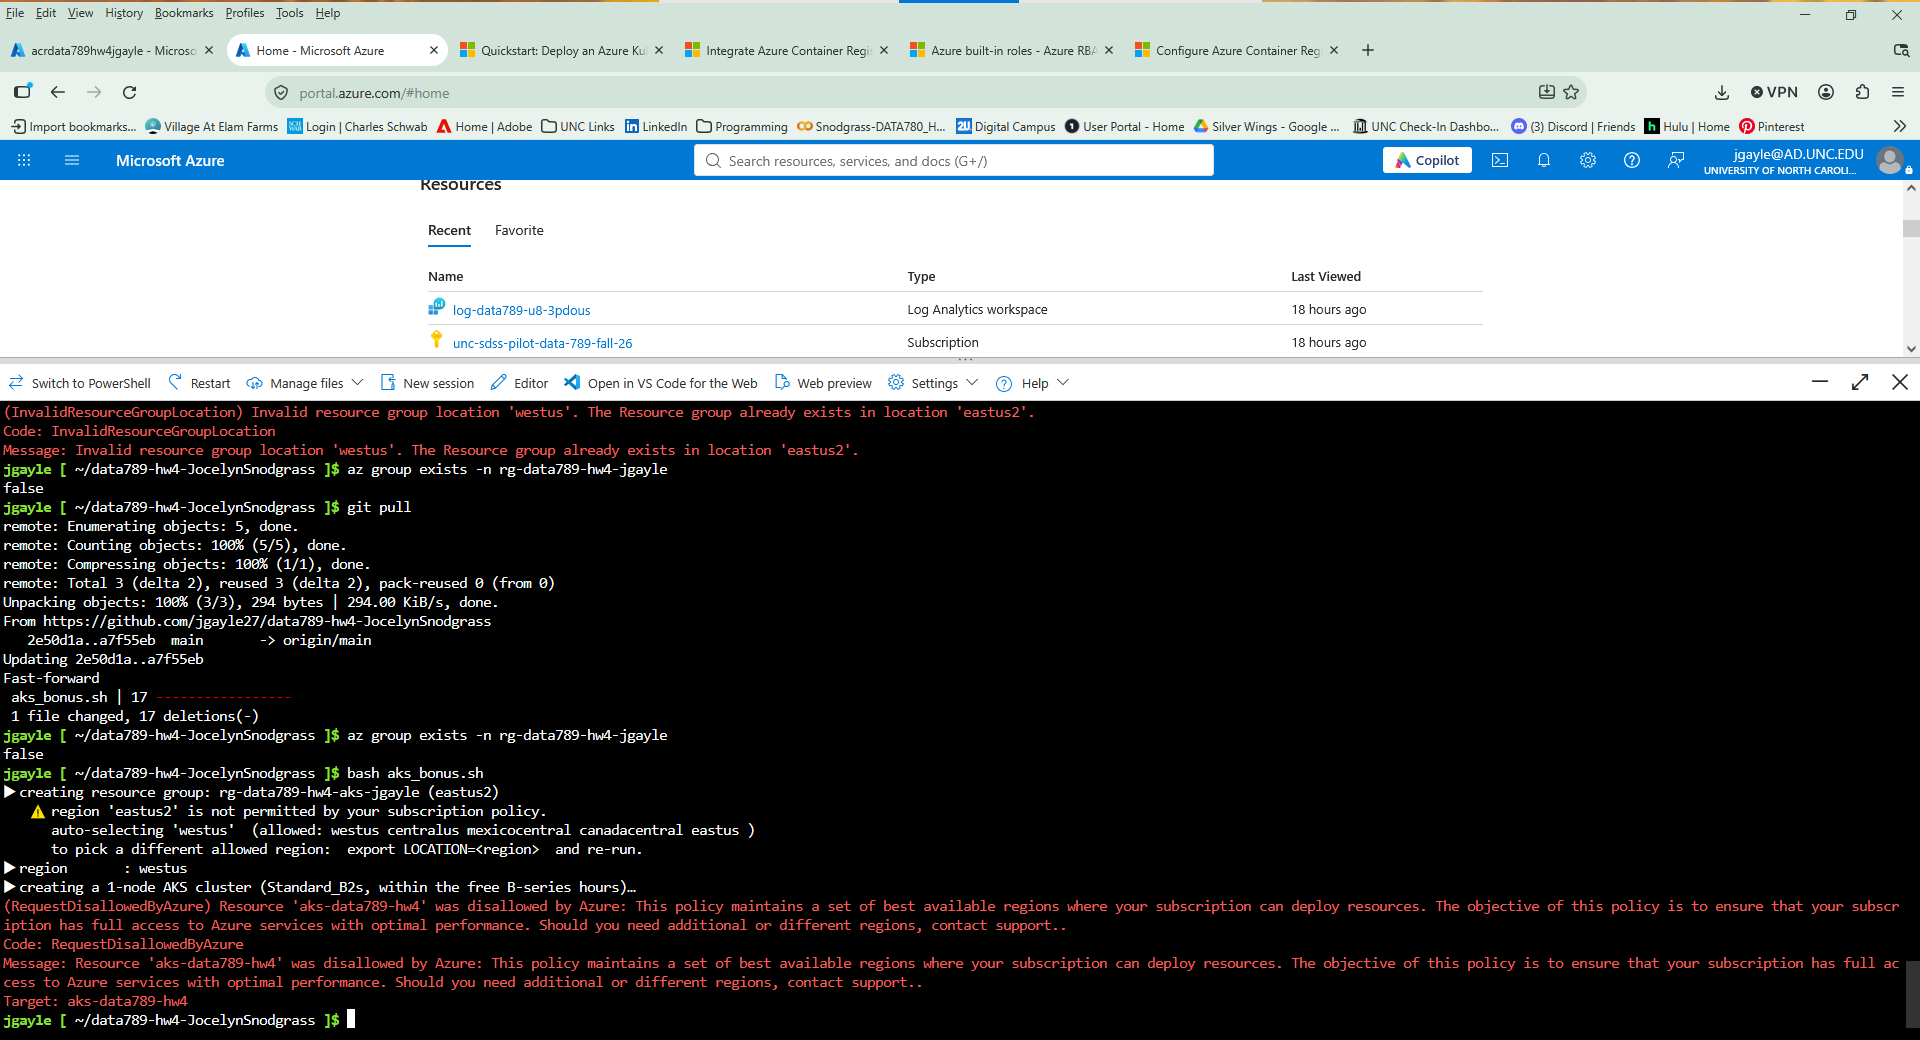 File Edit View History Bookmarks Profiles Tools Help
acrdata789hw4jgayle - Microso
Home - Microsoft Azure
Quickstart: Deploy an Azure Ku
Integrate Azure Container Regis
Azure built-in roles - Azure RBA
Configure Azure Container Reg
portal.azure.com/#home
VPN
Import bookmarks... Village At Elam Farms Login | Charles Schwab Home | Adobe UNC Links LinkedIn Programming Snodgrass-DATA780_H... Digital Campus User Portal - Home Silver Wings - Google ... UNC Check-In Dashbo... (3) Discord | Friends Hulu | Home Pinterest
Microsoft Azure
Search resources, services, and docs (G+/)
Copilot
jgayle@AD.UNC.EDU
UNIVERSITY OF NORTH CAROLI...
Resources
Recent Favorite
Name Type Last Viewed
log-data789-u8-3pdous Log Analytics workspace 18 hours ago
unc-sdss-pilot-data-789-fall-26 Subscription 18 hours ago
Switch to PowerShell Restart Manage files New session Editor Open in VS Code for the Web Web preview Settings Help
(InvalidResourceGroupLocation) Invalid resource group location 'westus'. The Resource group already exists in location 'eastus2'.
Code: InvalidResourceGroupLocation
Message: Invalid resource group location 'westus'. The Resource group already exists in location 'eastus2'.
jgayle [ ~/data789-hw4-JocelynSnodgrass ]$ az group exists -n rg-data789-hw4-jgayle
false
jgayle [ ~/data789-hw4-JocelynSnodgrass ]$ git pull
remote: Enumerating objects: 5, done.
remote: Counting objects: 100% (5/5), done.
remote: Compressing objects: 100% (1/1), done.
remote: Total 3 (delta 2), reused 3 (delta 2), pack-reused 0 (from 0)
Unpacking objects: 100% (3/3), 294 bytes | 294.00 KiB/s, done.
From https://github.com/jgayle27/data789-hw4-JocelynSnodgrass
2e50d1a..a7f55eb main -> origin/main
Updating 2e50d1a..a7f55eb
Fast-forward
aks_bonus.sh | 17 -----------------
1 file changed, 17 deletions(-)
jgayle [ ~/data789-hw4-JocelynSnodgrass ]$ az group exists -n rg-data789-hw4-jgayle
false
jgayle [ ~/data789-hw4-JocelynSnodgrass ]$ bash aks_bonus.sh
▶ creating resource group: rg-data789-hw4-aks-jgayle (eastus2)
⚠ region 'eastus2' is not permitted by your subscription policy.
auto-selecting 'westus' (allowed: westus centralus mexicocentral canadacentral eastus )
to pick a different allowed region: export LOCATION=<region> and re-run.
▶ region : westus
▶ creating a 1-node AKS cluster (Standard_B2s, within the free B-series hours)…
(RequestDisallowedByAzure) Resource 'aks-data789-hw4' was disallowed by Azure: This policy maintains a set of best available regions where your subscription can deploy resources. The objective of this policy is to ensure that your subscr
iption has full access to Azure services with optimal performance. Should you need additional or different regions, contact support..
Code: RequestDisallowedByAzure
Message: Resource 'aks-data789-hw4' was disallowed by Azure: This policy maintains a set of best available regions where your subscription can deploy resources. The objective of this policy is to ensure that your subscription has full ac
cess to Azure services with optimal performance. Should you need additional or different regions, contact support..
Target: aks-data789-hw4
jgayle [ ~/data789-hw4-JocelynSnodgrass ]$